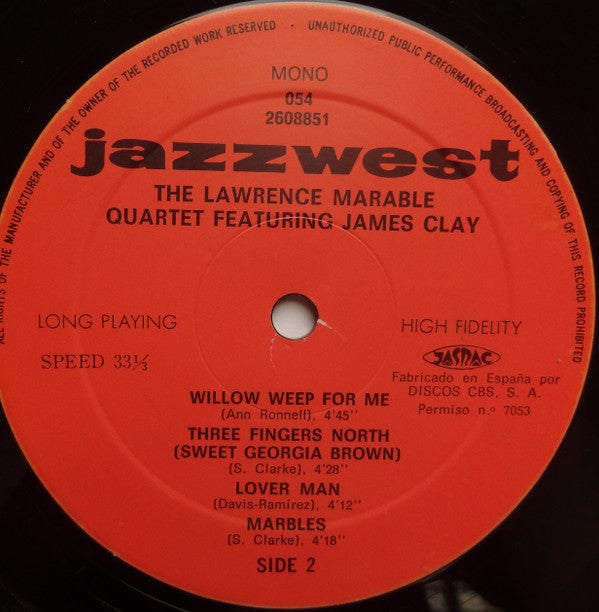 ALL RIGHTS OF THE MANUFACTURER AND OF THE OWNER OF THE RECORDED WORK RESERVED · UNAUTHORIZED PUBLIC PERFORMANCE BROADCASTING AND COPYING OF THIS RECORD PROHIBITED
MONO
054
2608851
jazzwest
THE LAWRENCE MARABLE
QUARTET FEATURING JAMES CLAY
LONG PLAYING
HIGH FIDELITY
SPEED 33⅓
JASMAC
Fabricado en España por
DISCOS CBS, S. A.
Permiso n.º 7053
WILLOW WEEP FOR ME
(Ann Ronnell), 4'45''
THREE FINGERS NORTH
(SWEET GEORGIA BROWN)
(S. Clarke), 4'28''
LOVER MAN
(Davis-Ramírez), 4'12''
MARBLES
(S. Clarke), 4'18''
SIDE 2